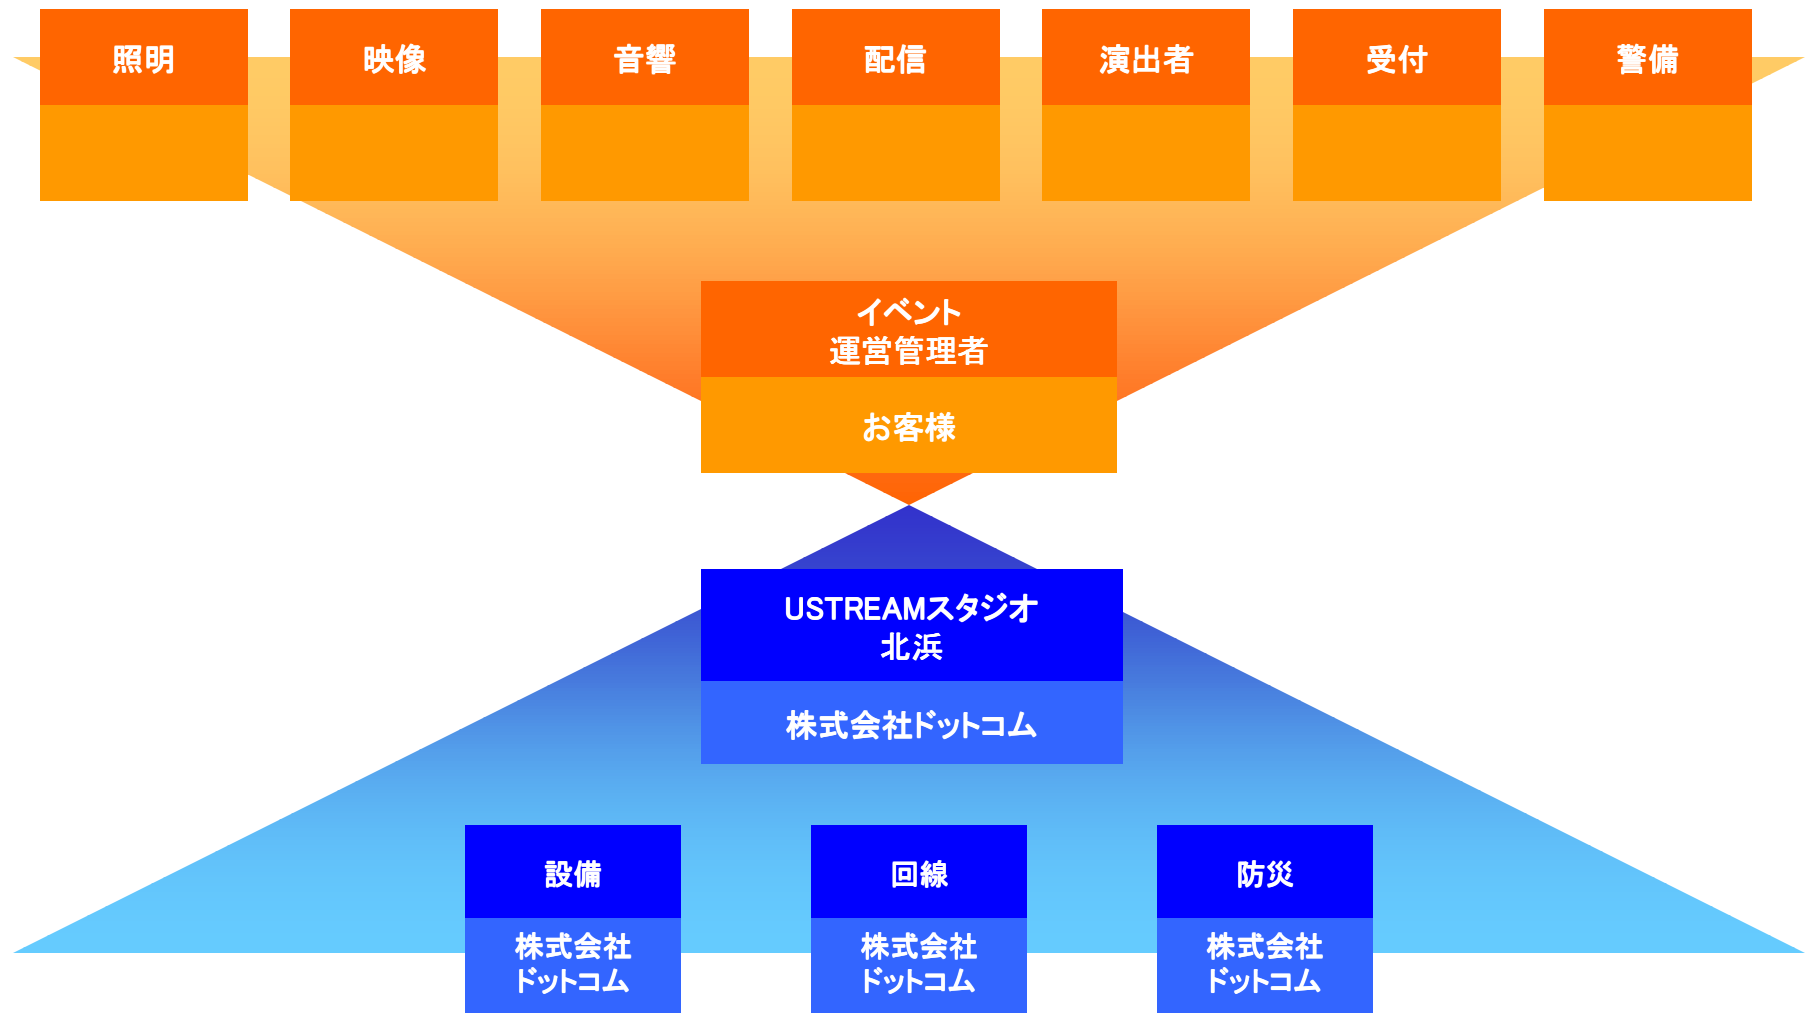 照明
映像
音響
配信
演出者
受付
警備
イベント
運営管理者
お客様
USTREAMスタジオ
北浜
株式会社ドットコム
設備
回線
防災
株式会社
ドットコム
株式会社
ドットコム
株式会社
ドットコム